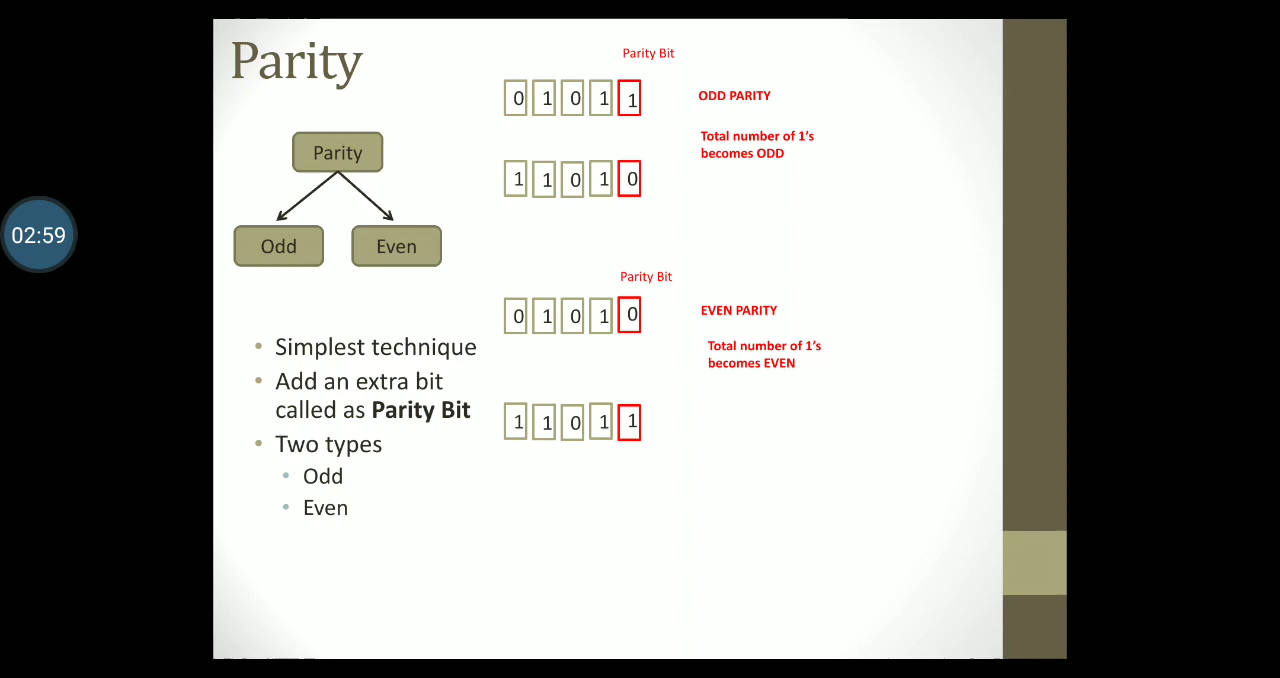 Parity
Parity
Odd Even
• Simplest technique
• Add an extra bit
called as Parity Bit
• Two types
• Odd
• Even
Parity Bit
0 1 0 1 1
ODD PARITY
Total number of 1's
becomes ODD
1 1 0 1 0
Parity Bit
0 1 0 1 0
EVEN PARITY
Total number of 1's
becomes EVEN
1 1 0 1 1
02:59